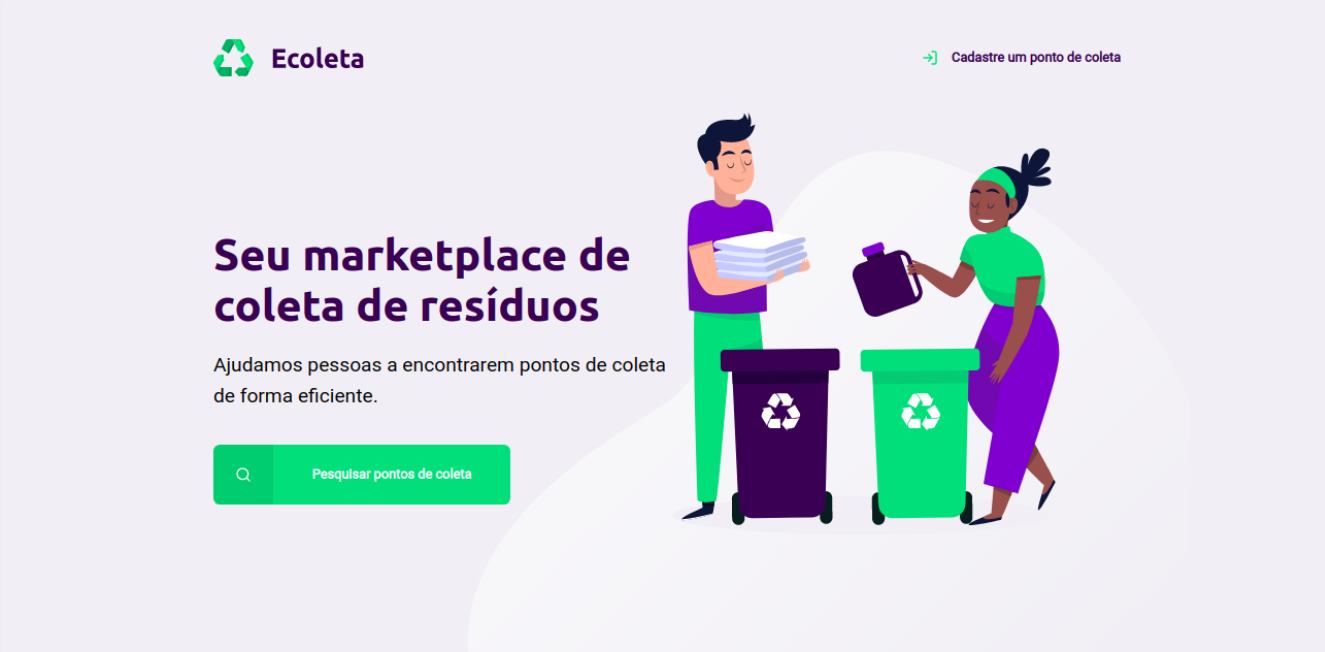 Ecoleta
Cadastre um ponto de coleta
Seu marketplace de
coleta de resíduos
Ajudamos pessoas a encontrarem pontos de coleta
de forma eficiente.
Pesquisar pontos de coleta